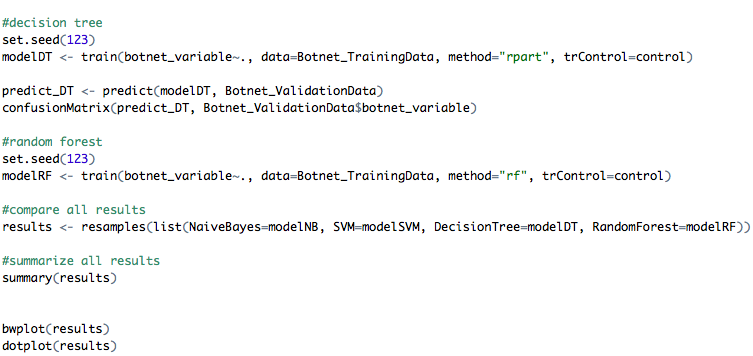 #decision tree
set.seed(123)
modelDT <- train(botnet_variable~., data=Botnet_TrainingData, method="rpart", trControl=control)
predict_DT <- predict(modelDT, Botnet_ValidationData)
confusionMatrix(predict_DT, Botnet_ValidationData$botnet_variable)
#random forest
set.seed(123)
modelRF <- train(botnet_variable~., data=Botnet_TrainingData, method="rf", trControl=control)
#compare all results
results <- resamples(list(NaiveBayes=modelNB, SVM=modelSVM, DecisionTree=modelDT, RandomForest=modelRF))
#summarize all results
summary(results)
bwplot(results)
dotplot(results)